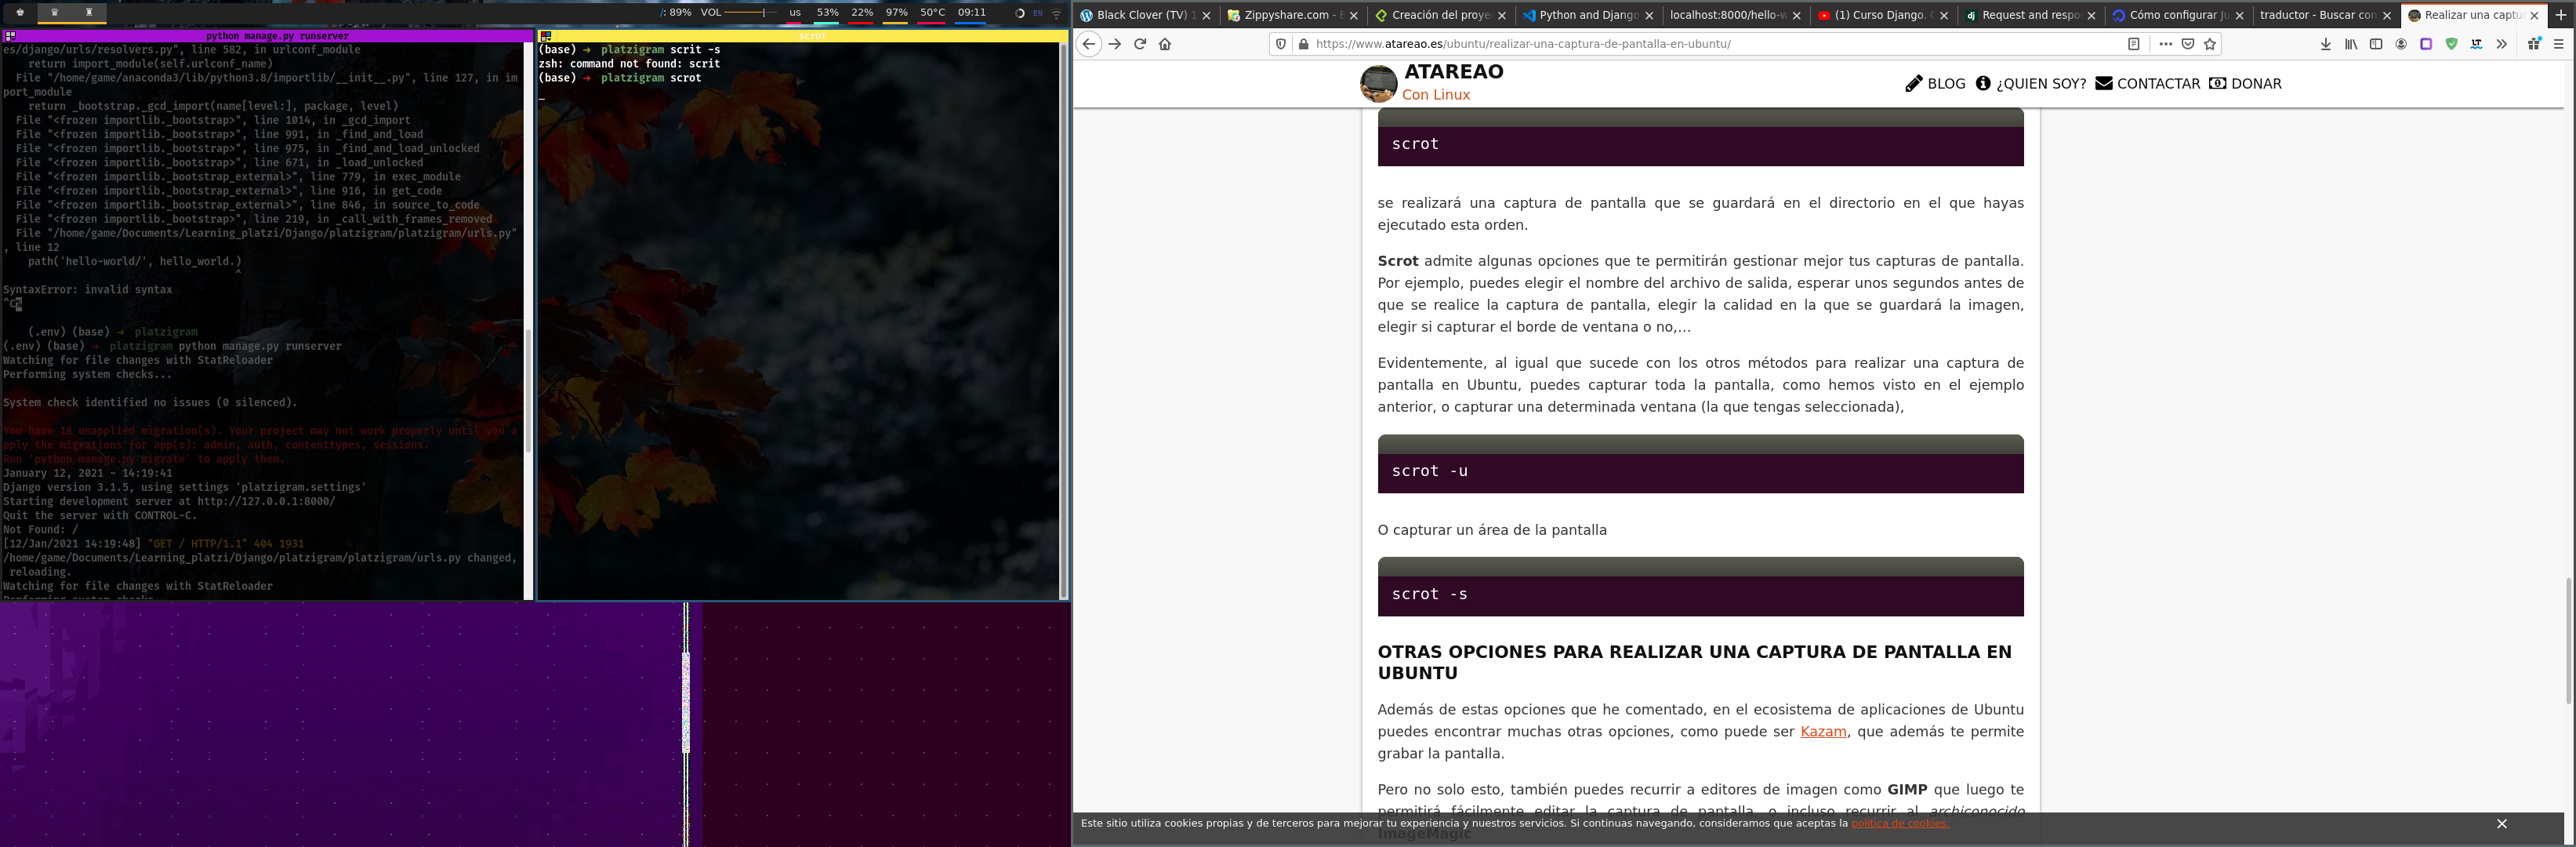 : 89% VOL us 53% 22% 97% 50°C 09:11 EN
python manage.py runserver
es/django/urls/resolvers.py", line 582, in urlconf_module
return import_module(self.urlconf_name)
File "/home/game/anaconda3/lib/python3.8/importlib/__init__.py", line 127, in im
port_module
return _bootstrap._gcd_import(name[level:], package, level)
File "<frozen importlib._bootstrap>", line 1014, in _gcd_import
File "<frozen importlib._bootstrap>", line 991, in _find_and_load
File "<frozen importlib._bootstrap>", line 975, in _find_and_load_unlocked
File "<frozen importlib._bootstrap>", line 671, in _load_unlocked
File "<frozen importlib._bootstrap_external>", line 779, in exec_module
File "<frozen importlib._bootstrap_external>", line 916, in get_code
File "<frozen importlib._bootstrap_external>", line 846, in source_to_code
File "<frozen importlib._bootstrap>", line 219, in _call_with_frames_removed
File "/home/game/Documents/Learning_platzi/Django/platzigram/platzigram/urls.py"
, line 12
path('hello-world/', hello_world.)
^
SyntaxError: invalid syntax
^C
(.env) (base) → platzigram
(.env) (base) → platzigram python manage.py runserver
Watching for file changes with StatReloader
Performing system checks...
System check identified no issues (0 silenced).
You have 18 unapplied migration(s). Your project may not work properly until you a
pply the migrations for app(s): admin, auth, contenttypes, sessions.
Run 'python manage.py migrate' to apply them.
January 12, 2021 - 14:19:41
Django version 3.1.5, using settings 'platzigram.settings'
Starting development server at http://127.0.0.1:8000/
Quit the server with CONTROL-C.
Not Found: /
[12/Jan/2021 14:19:48] "GET / HTTP/1.1" 404 1931
/home/game/Documents/Learning_platzi/Django/platzigram/platzigram/urls.py changed,
reloading.
Watching for file changes with StatReloader
Performing system checks
scrot
(base) → platzigram scrit -s
zsh: command not found: scrit
(base) → platzigram scrot
_
Black Clover (TV) 1
Zippyshare.com - B
Creación del proye
Python and Django
localhost:8000/hello-w
(1) Curso Django. C
Request and respo
Cómo configurar Ju
traductor - Buscar con
Realizar una captu
https://www.atareao.es/ubuntu/realizar-una-captura-de-pantalla-en-ubuntu/
ATAREAO
Con Linux
BLOG ¿QUIEN SOY? CONTACTAR DONAR
scrot
se realizará una captura de pantalla que se guardará en el directorio en el que hayas
ejecutado esta orden.
Scrot admite algunas opciones que te permitirán gestionar mejor tus capturas de pantalla.
Por ejemplo, puedes elegir el nombre del archivo de salida, esperar unos segundos antes de
que se realice la captura de pantalla, elegir la calidad en la que se guardará la imagen,
elegir si capturar el borde de ventana o no,…
Evidentemente, al igual que sucede con los otros métodos para realizar una captura de
pantalla en Ubuntu, puedes capturar toda la pantalla, como hemos visto en el ejemplo
anterior, o capturar una determinada ventana (la que tengas seleccionada),
scrot -u
O capturar un área de la pantalla
scrot -s
OTRAS OPCIONES PARA REALIZAR UNA CAPTURA DE PANTALLA EN
UBUNTU
Además de estas opciones que he comentado, en el ecosistema de aplicaciones de Ubuntu
puedes encontrar muchas otras opciones, como puede ser Kazam, que además te permite
grabar la pantalla.
Pero no solo esto, también puedes recurrir a editores de imagen como GIMP que luego te
permitirá fácilmente editar la captura de pantalla, o incluso recurrir al archiconocido
ImageMagic
Este sitio utiliza cookies propias y de terceros para mejorar tu experiencia y nuestros servicios. Si continuas navegando, consideramos que aceptas la política de cookies.